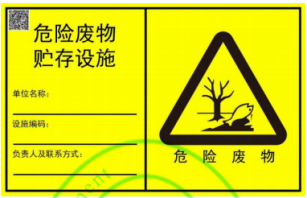 危险废物
贮存设施
单位名称：
设施编码：
负责人及联系方式：
危险废物